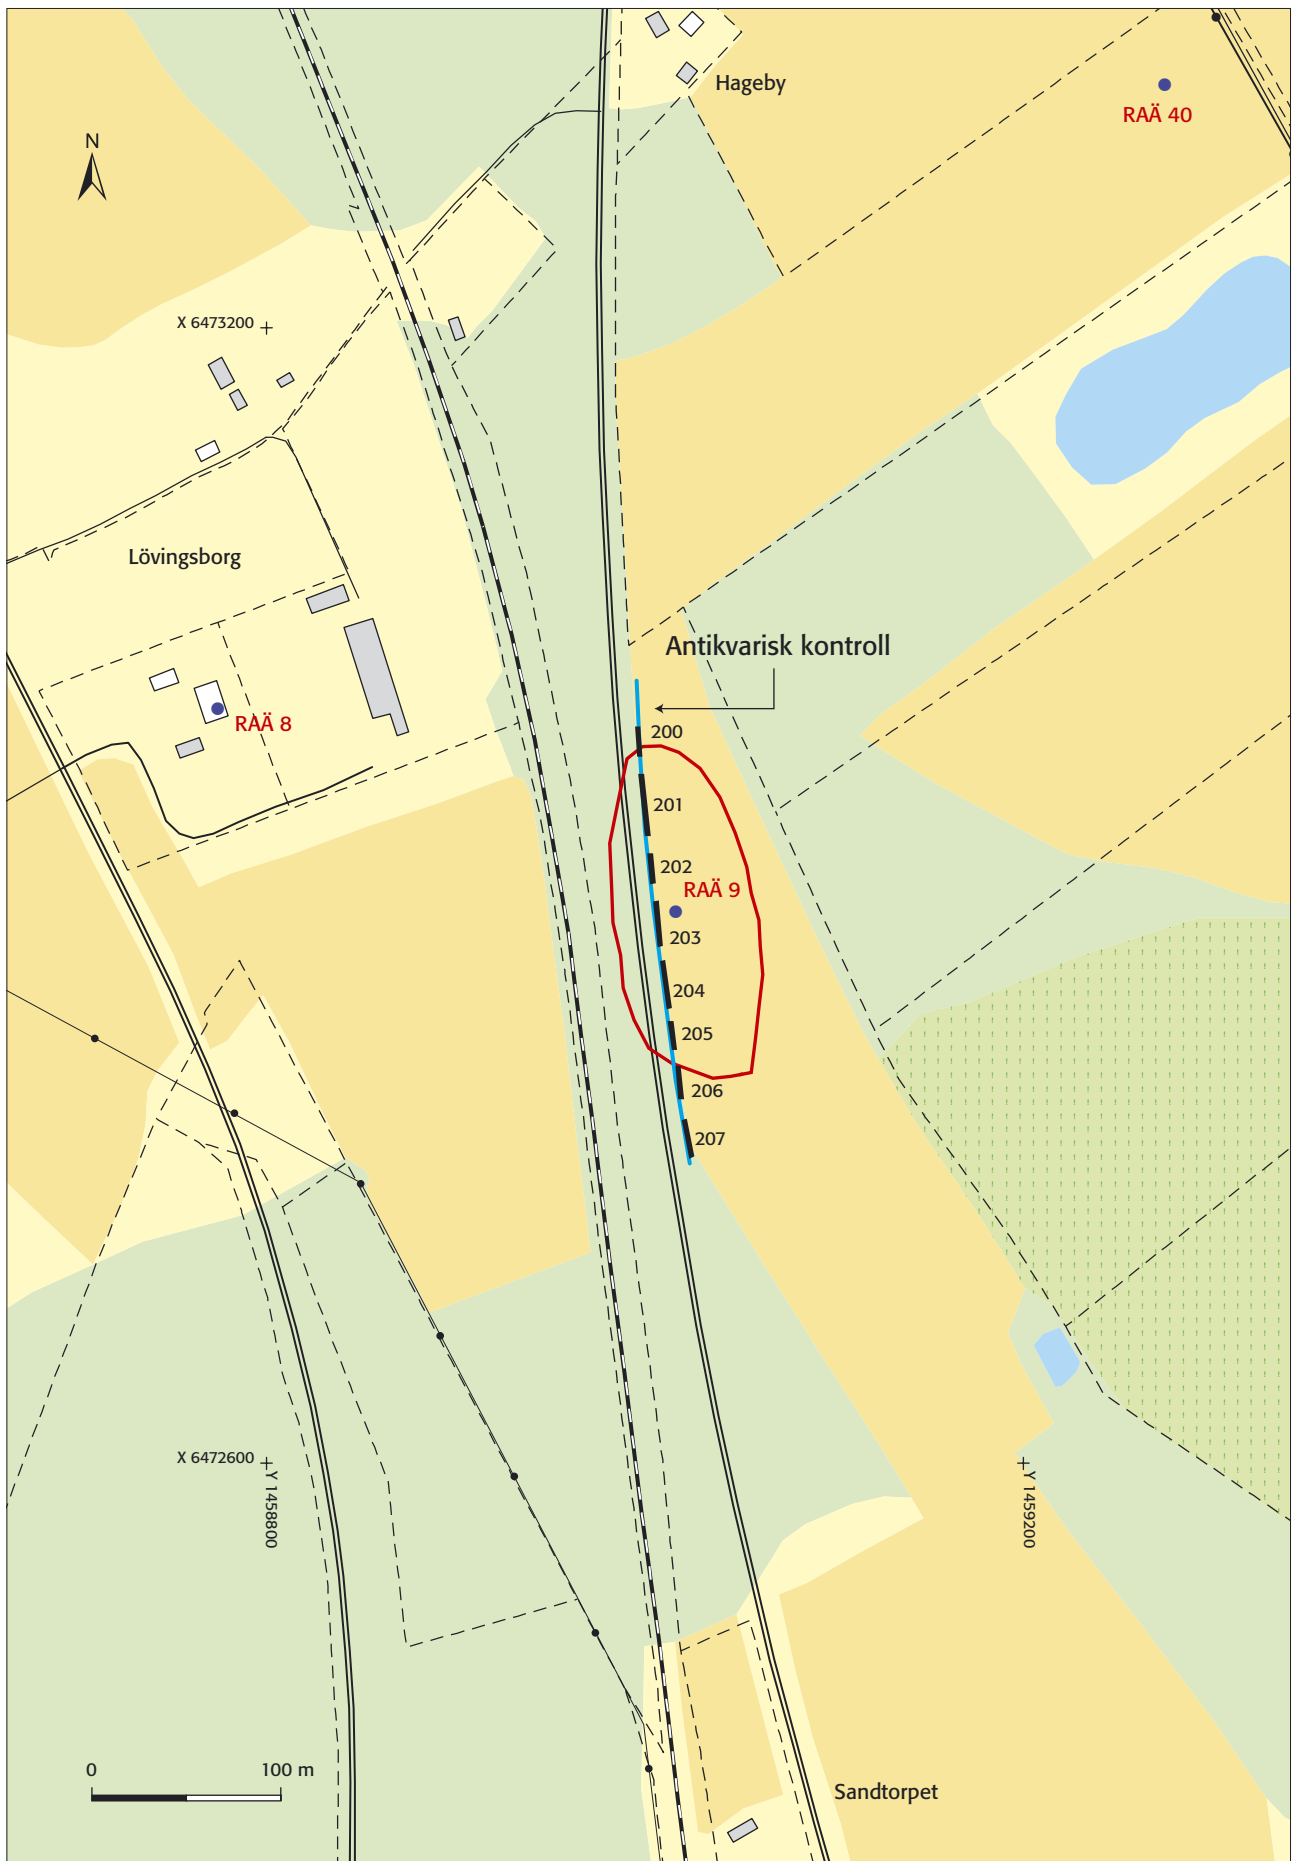 Hageby
RAÄ 40
N
X 6473200
Lövingsborg
Antikvarisk kontroll
RAÄ 8
200
201
202
RAÄ 9
203
204
205
206
207
X 6472600
Y 1458800
Y 1459200
0 100 m
Sandtorpet